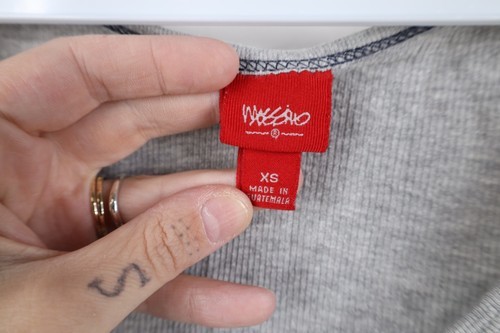 MOSSIMO
®
XS
MADE IN
GUATEMALA
S